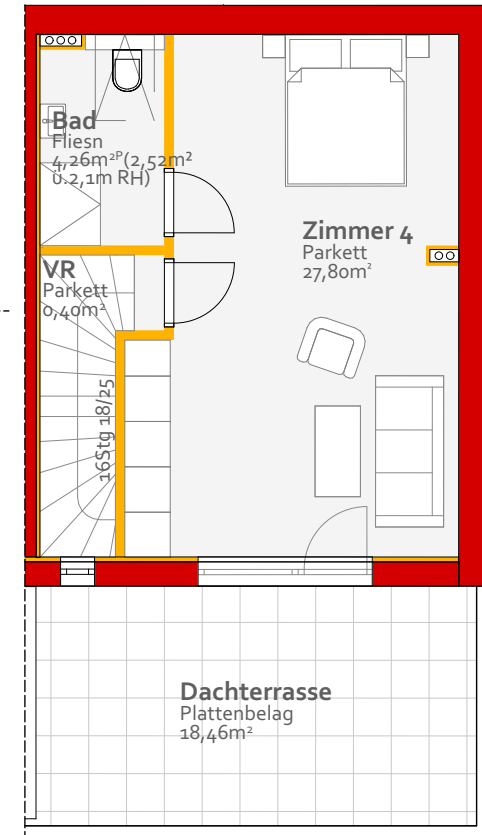 Bad
Fliesn
4,26m²ᴾ(2,52m²
ü.2,1m RH)
Zimmer 4
Parkett
27,80m²
VR
Parkett
0,40m²
16Stg 18/25
Dachterrasse
Plattenbelag
18,46m²